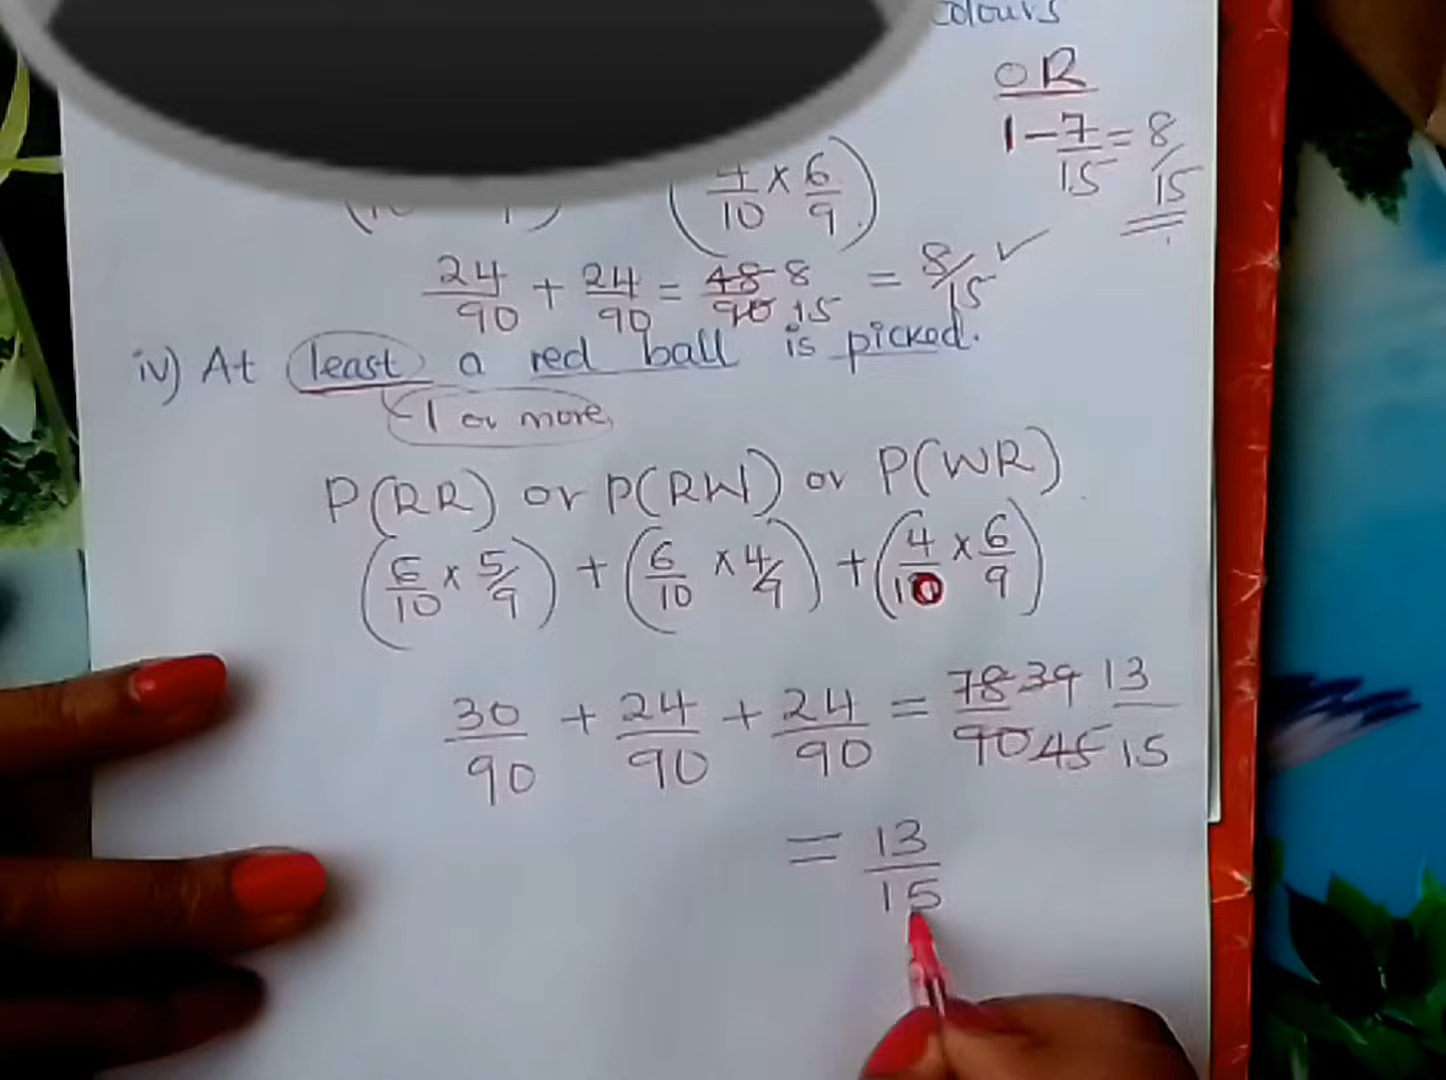 colours
OR
1 - 7/15 = 8/15
(4/10 × 6/9)
24/90 + 24/90 = 48/90 8/15 = 8/15 ✓
iv) At least a red ball is picked.
1 or more
P(RR) or P(RW) or P(WR)
(6/10 × 5/9) + (6/10 × 4/9) + (4/10 × 6/9)
30/90 + 24/90 + 24/90 = 78/90 39/45 13/15
= 13/15